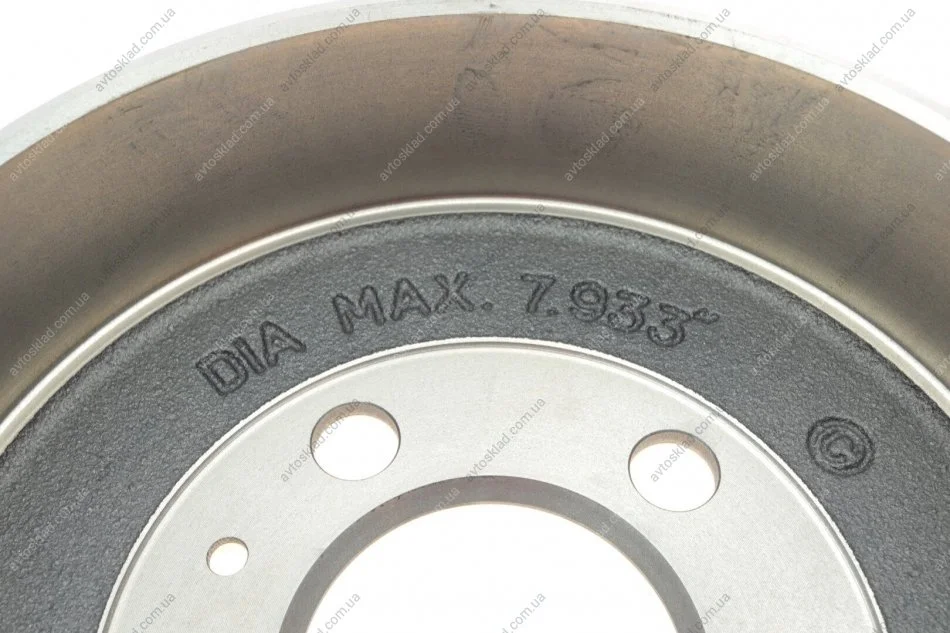 DIA MAX. 7.933"
G
avtosklad.com.ua